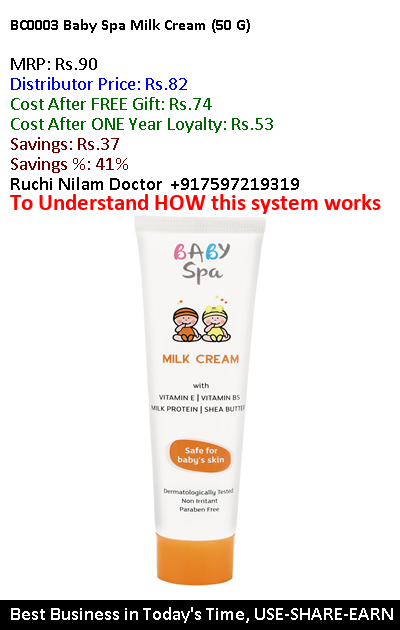 BC0003 Baby Spa Milk Cream (50 G)
MRP: Rs.90
Distributor Price: Rs.82
Cost After FREE Gift: Rs.74
Cost After ONE Year Loyalty: Rs.53
Savings: Rs.37
Savings %: 41%
Ruchi Nilam Doctor +917597219319
To Understand HOW this system works
BABY
Spa
MILK CREAM
with
VITAMIN E | VITAMIN B5
MILK PROTEIN | SHEA BUTTER
Safe for
baby's skin
Dermatologically Tested
Non Irritant
Paraben Free
Best Business in Today's Time, USE-SHARE-EARN